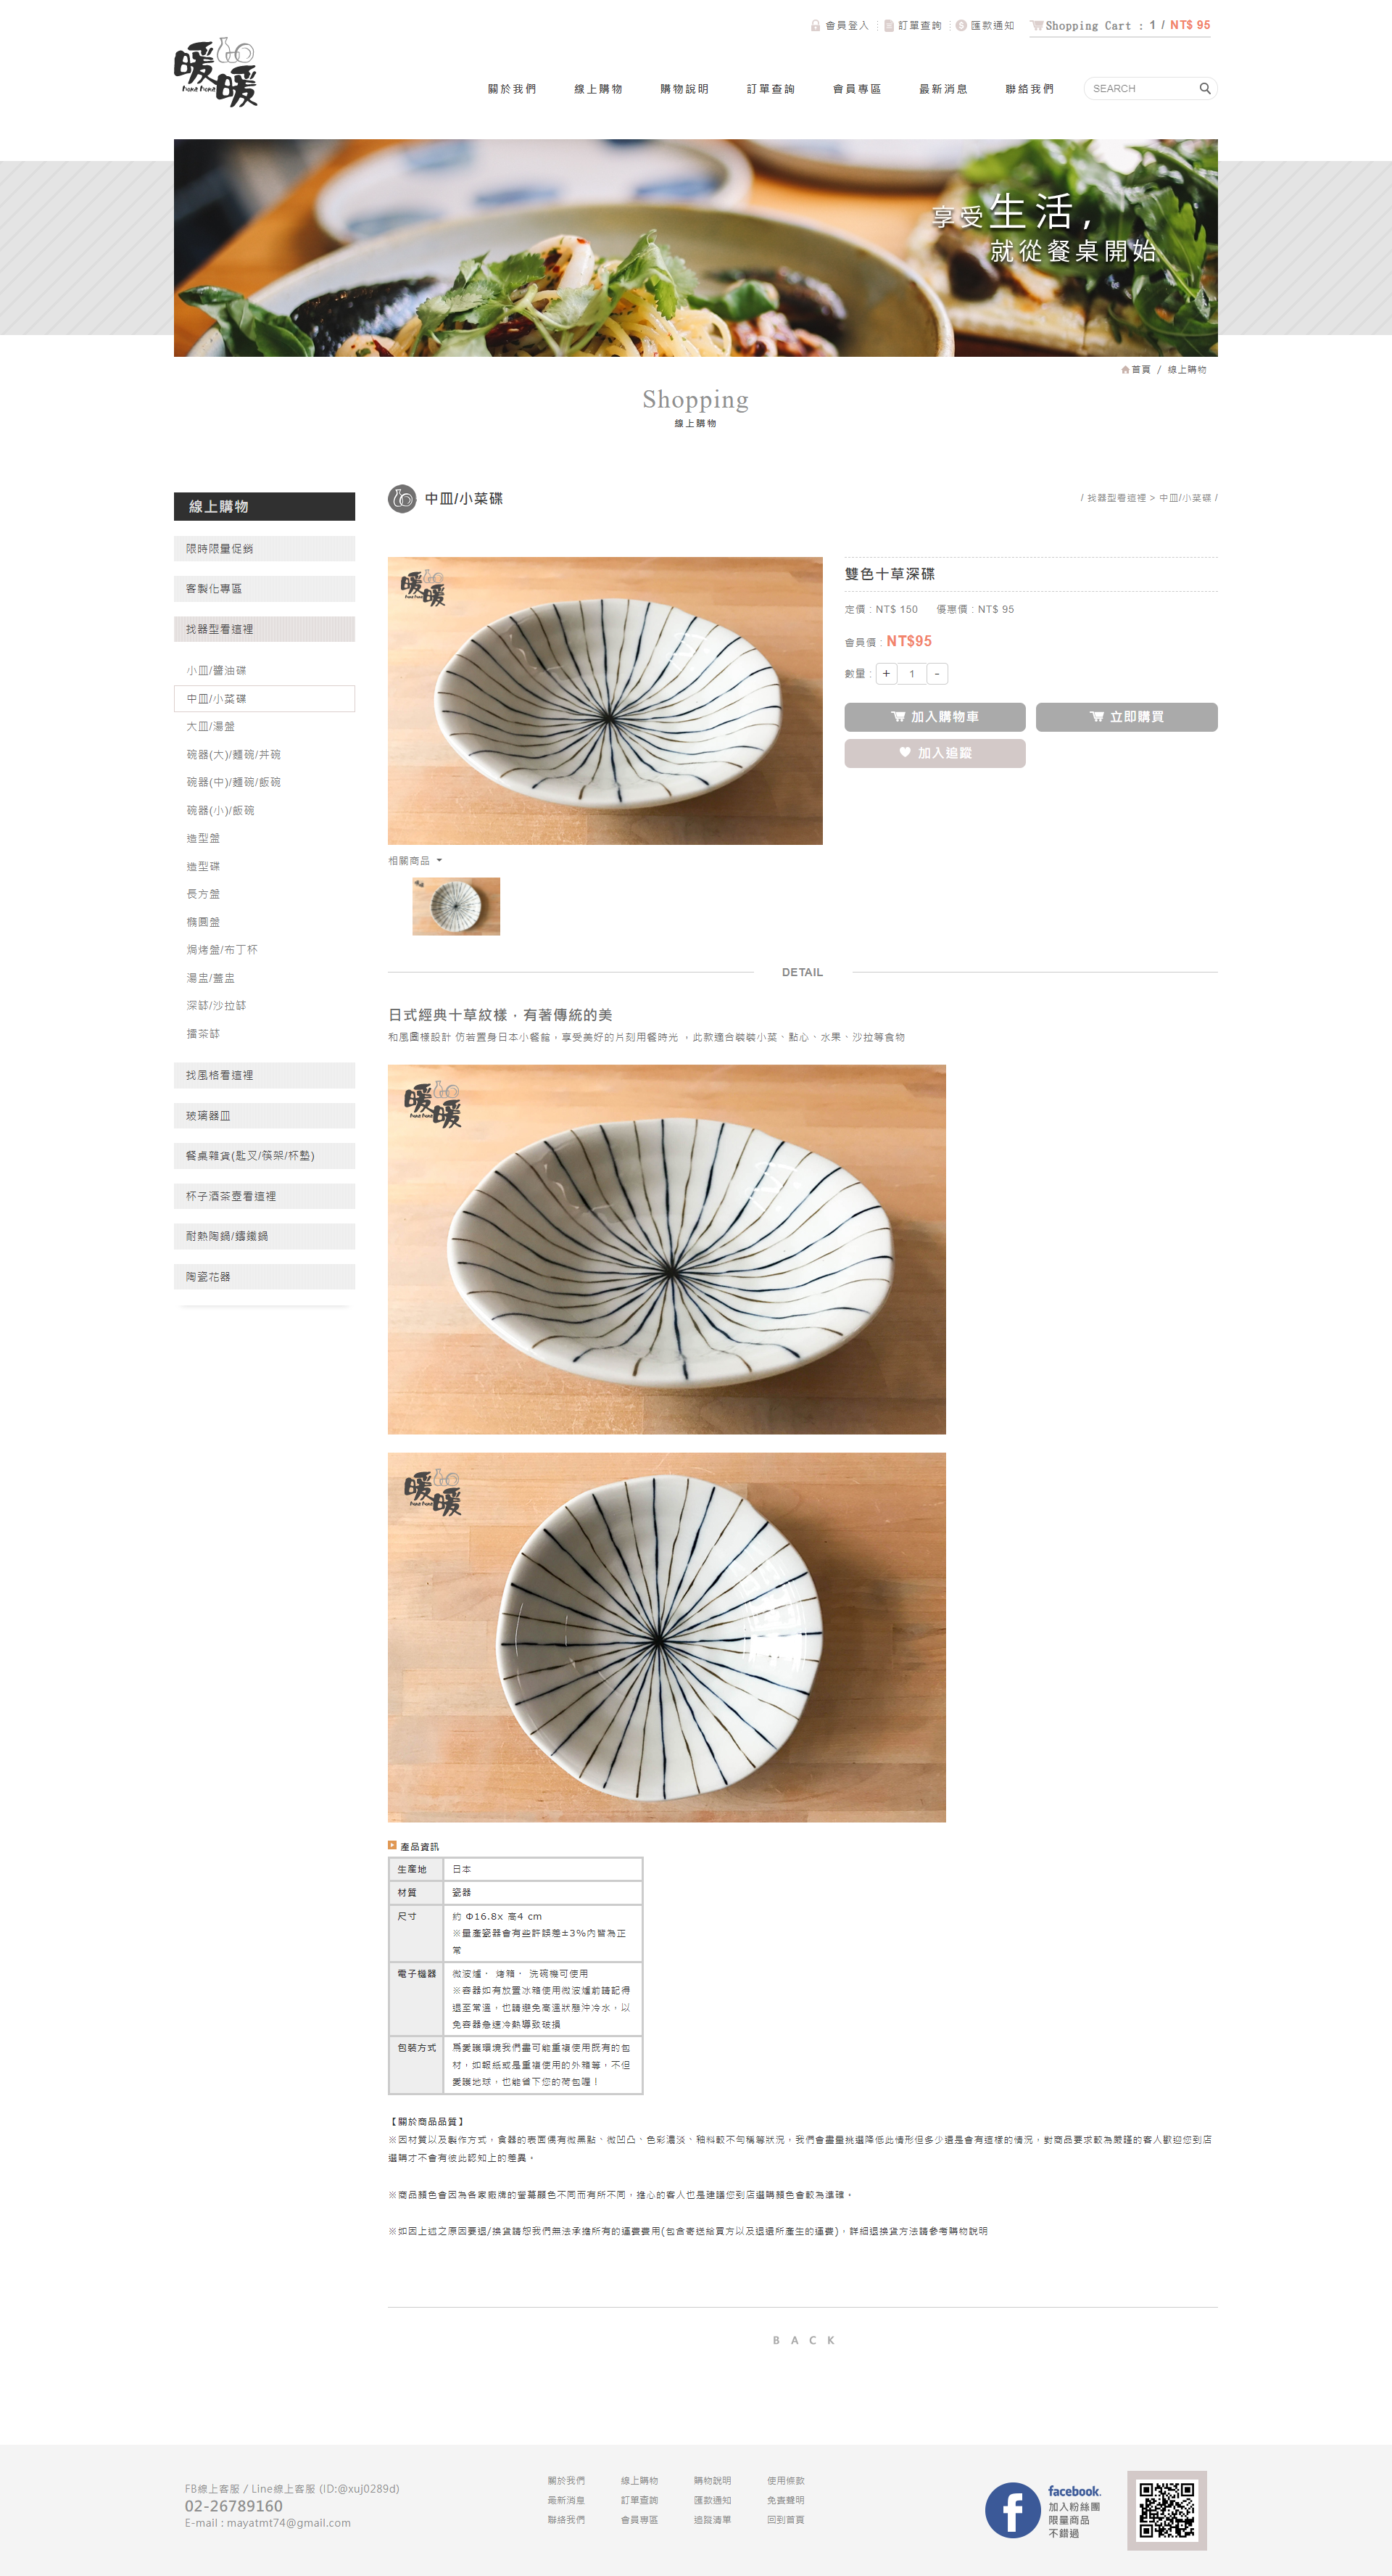 會員登入
訂單查詢
匯款通知
Shopping Cart : 1 / NT$ 95
暖暖
關於我們
線上購物
購物說明
訂單查詢
會員專區
最新消息
聯絡我們
SEARCH
享受生活,
就從餐桌開始
首頁 / 線上購物
Shopping
線上購物
線上購物
限時限量促銷
客製化專區
找器型看這裡
小皿/醬油碟
中皿/小菜碟
大皿/湯盤
碗器(大)/麵碗/丼碗
碗器(中)/麵碗/飯碗
碗器(小)/飯碗
造型盤
造型碟
長方盤
橢圓盤
焗烤盤/布丁杯
湯盅/蓋盅
深缽/沙拉缽
擂茶缽
找風格看這裡
玻璃器皿
餐桌雜貨(匙叉/筷架/杯墊)
杯子酒茶壺看這裡
耐熱陶鍋/鑄鐵鍋
陶瓷花器
中皿/小菜碟
/ 找器型看這裡 > 中皿/小菜碟 /
暖暖
雙色十草深碟
定價 : NT$ 150 優惠價 : NT$ 95
會員價 : NT$95
數量 : + 1 -
加入購物車
立即購買
加入追蹤
相關商品
DETAIL
日式經典十草紋樣，有著傳統的美
和風圖樣設計 仿若置身日本小餐館，享受美好的片刻用餐時光 ，此款適合裝裝小菜、點心、水果、沙拉等食物
暖暖
暖暖
產品資訊
生產地 日本
材質 瓷器
尺寸 約 Φ16.8x 高4 cm
※量產瓷器會有些許誤差±3%內皆為正
常
電子機器 微波爐、 烤箱、 洗碗機可使用
※容器如有放置冰箱使用微波爐前請記得
退至常溫，也請避免高溫狀態沖冷水，以
免容器急速冷熱導致破損
包裝方式 為愛護環境我們盡可能重複使用既有的包
材，如報紙或是重複使用的外箱等，不但
愛護地球，也能省下您的荷包喔！
【關於商品品質】
※因材質以及製作方式，食器的表面偶有微黑點、微凹凸、色彩濃淡、釉料較不勻稱等狀況，我們會盡量挑選降低此情形但多少還是會有這樣的情況，對商品要求較為嚴謹的客人歡迎您到店
選購才不會有彼此認知上的差異。
※商品顏色會因為各家廠牌的螢幕顯色不同而有所不同，擔心的客人也是建議您到店選購顏色會較為準確。
※如因上述之原因要退/換貨請恕我們無法承擔所有的運費費用(包含寄送給買方以及退還所產生的運費)，詳細退換貨方法請參考購物說明
BACK
FB線上客服 / Line線上客服 (ID:@xuj0289d)
02-26789160
E-mail : mayatmt74@gmail.com
關於我們
線上購物
購物說明
使用條款
最新消息
訂單查詢
匯款通知
免責聲明
聯絡我們
會員專區
追蹤清單
回到首頁
facebook.
加入粉絲團
限量商品
不錯過